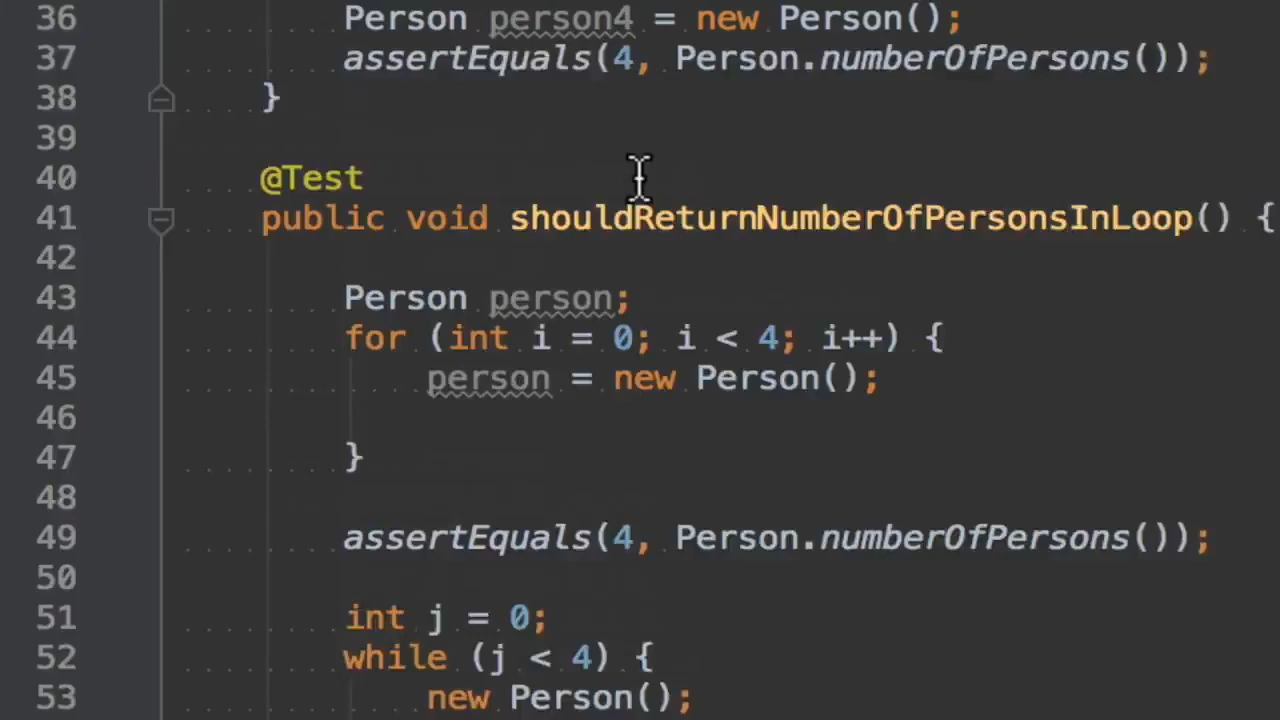 36 Person person4 = new Person();
37 assertEquals(4, Person.numberOfPersons());
38 }
39
40 @Test
41 public void shouldReturnNumberOfPersonsInLoop() {
42
43 Person person;
44 for (int i = 0; i < 4; i++) {
45 person = new Person();
46
47 }
48
49 assertEquals(4, Person.numberOfPersons());
50
51 int j = 0;
52 while (j < 4) {
53 new Person();